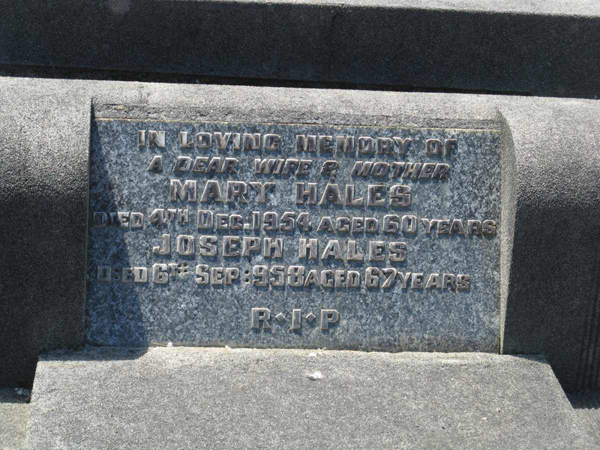 IN LOVING MEMORY OF
A DEAR WIFE & MOTHER
MARY HALES
DIED 4TH DEC. 1954 AGED 60 YEARS
JOSEPH HALES
DIED 6TH SEP: 958 AGED 67 YEARS
R•I•P